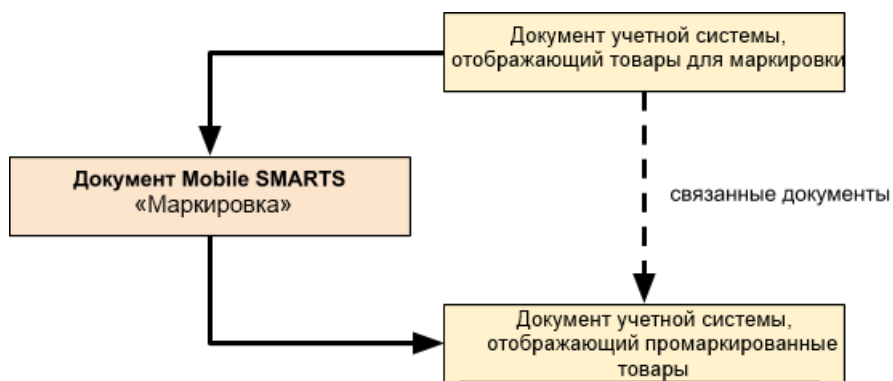 Документ учетной системы,
отображающий товары для маркировки
Документ Mobile SMARTS
«Маркировка»
связанные документы
Документ учетной системы,
отображающий промаркированные
товары